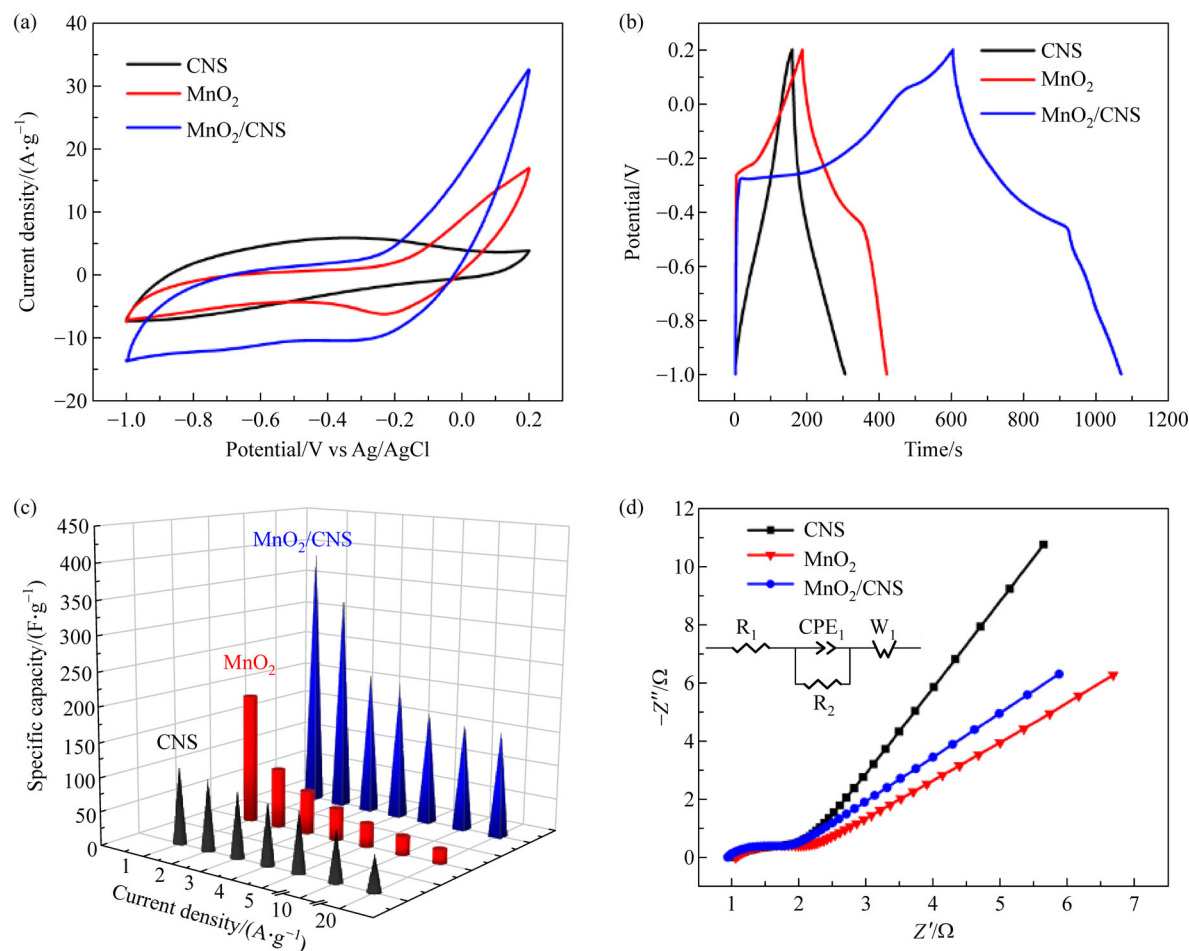 (a)
CNS
MnO₂
MnO₂/CNS
Current density/(A·g⁻¹)
40
30
20
10
0
−10
−20
−1.0 −0.8 −0.6 −0.4 −0.2 0.0 0.2
Potential/V vs Ag/AgCl
(b)
CNS
MnO₂
MnO₂/CNS
Potential/V
0.2
0.0
−0.2
−0.4
−0.6
−0.8
−1.0
0 200 400 600 800 1000 1200
Time/s
(c)
MnO₂/CNS
MnO₂
CNS
Specific capacity/(F·g⁻¹)
450
400
350
300
250
200
150
100
50
0
1 2 3 4 5 10 20
Current density/(A·g⁻¹)
(d)
CNS
MnO₂
MnO₂/CNS
R₁ CPE₁ W₁
R₂
−Z″/Ω
12
10
8
6
4
2
0
1 2 3 4 5 6 7
Z′/Ω